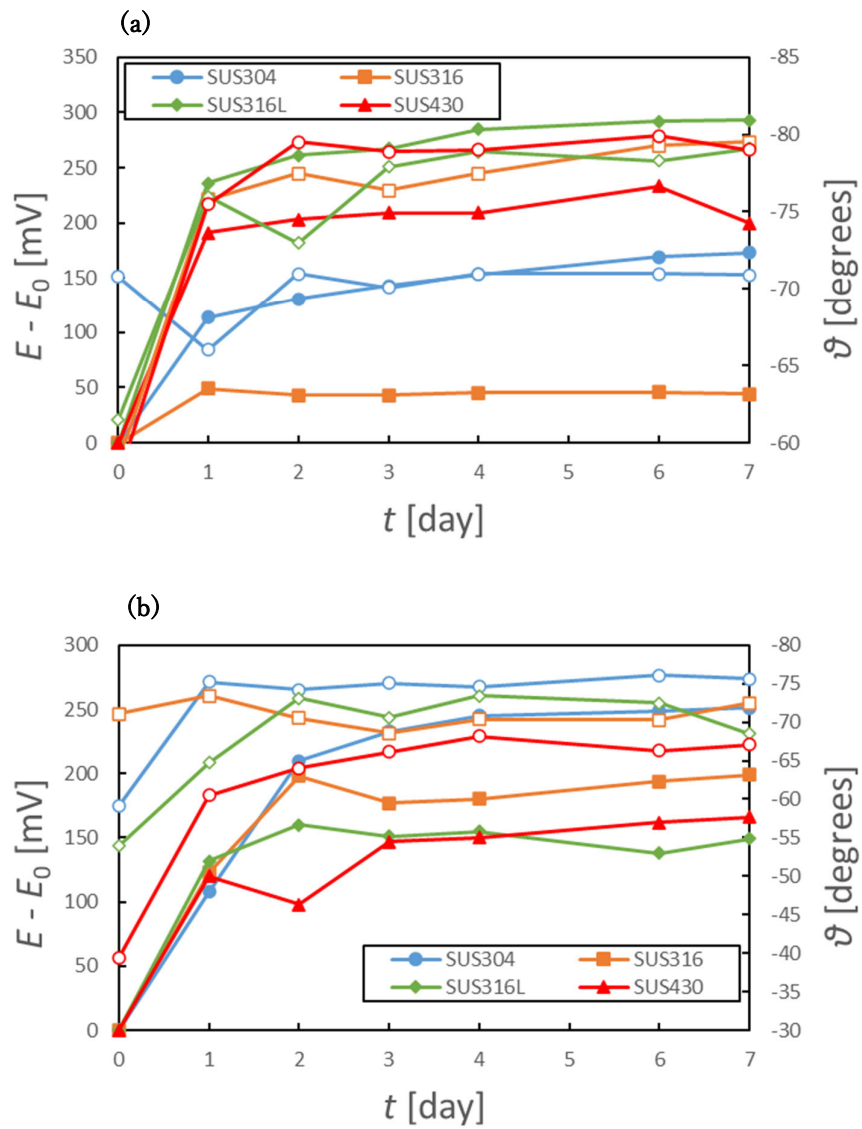 (a)
350 -85
SUS304 SUS316
SUS316L SUS430
300
-80
250
200 -75
E - E0 [mV] ϑ [degrees]
150 -70
100
-65
50
0 -60
0 1 2 3 4 5 6 7
t [day]
(b)
300 -80
-75
250
-70
-65
200
-60
E - E0 [mV] ϑ [degrees]
150 -55
-50
100
-45
SUS304 SUS316
-40
SUS316L SUS430
50
-35
0 -30
0 1 2 3 4 5 6 7
t [day]